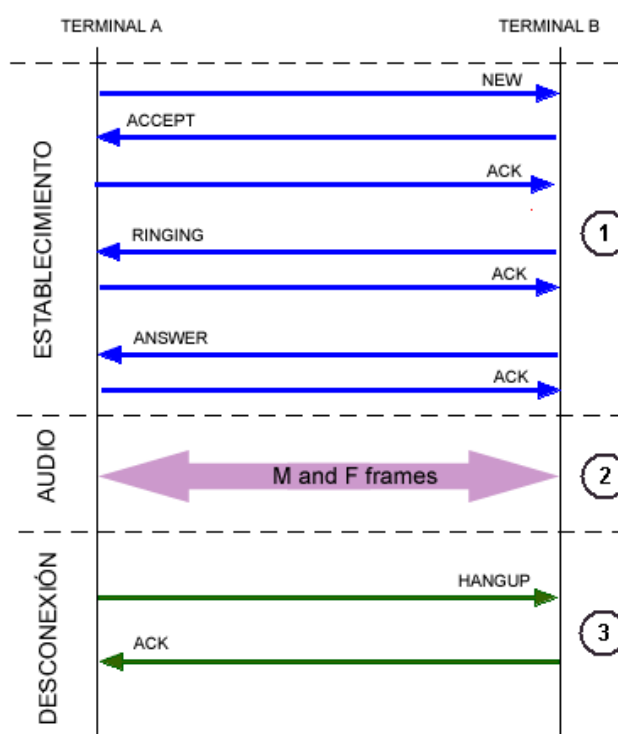 TERMINAL A
TERMINAL B
NEW
ACCEPT
ACK
ESTABLECIMIENTO
RINGING
1
ACK
ANSWER
ACK
AUDIO
M and F frames
2
DESCONEXIÓN
HANGUP
ACK
3